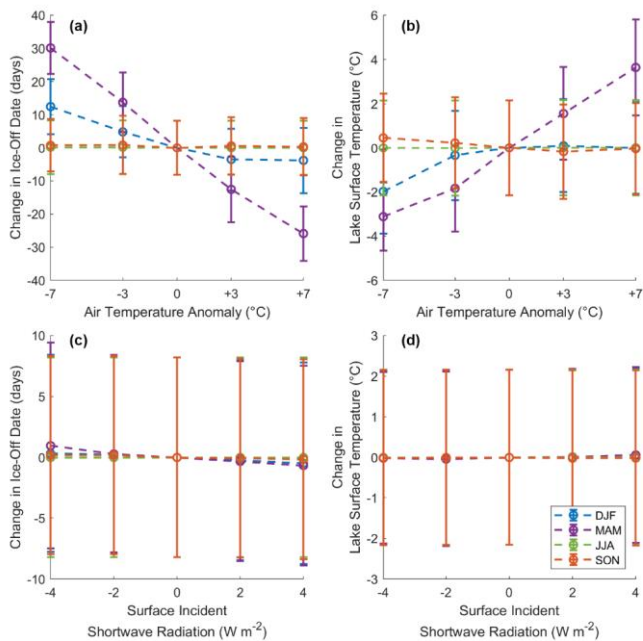 (a)
40
30
20
10
0
-10
-20
-30
-40
Change in Ice-Off Date (days)
-7 -3 0 +3 +7
Air Temperature Anomaly (°C)
(b)
6
4
2
0
-2
-4
-6
Change in
Lake Surface Temperature (°C)
-7 -3 0 +3 +7
Air Temperature Anomaly (°C)
(c)
10
5
0
-5
-10
Change in Ice-Off Date (days)
-4 -2 0 2 4
Surface Incident
Shortwave Radiation (W m-2)
(d)
3
2
1
0
-1
-2
-3
Change in
Lake Surface Temperature (°C)
DJF
MAM
JJA
SON
-4 -2 0 2 4
Surface Incident
Shortwave Radiation (W m-2)